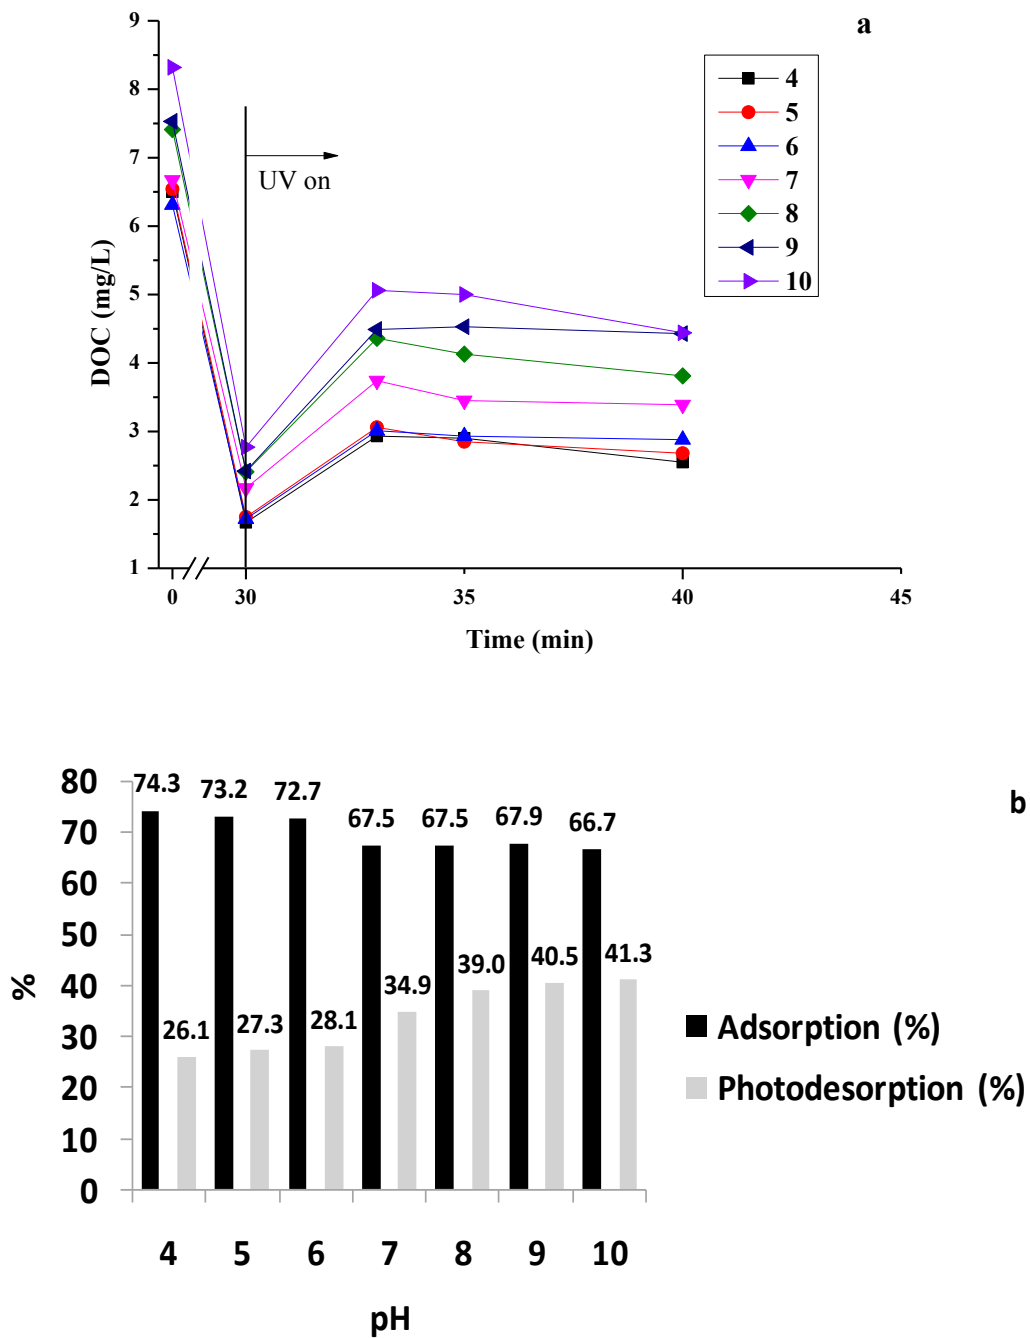 a
9
8
7
6
5
4
3
2
1
DOC (mg/L)
UV on
4
5
6
7
8
9
10
0 30 35 40 45
Time (min)
b
80
70
60
50
40
30
20
10
0
%
74.3 73.2 72.7 67.5 67.5 67.9 66.7
26.1 27.3 28.1 34.9 39.0 40.5 41.3
Adsorption (%)
Photodesorption (%)
4 5 6 7 8 9 10
pH